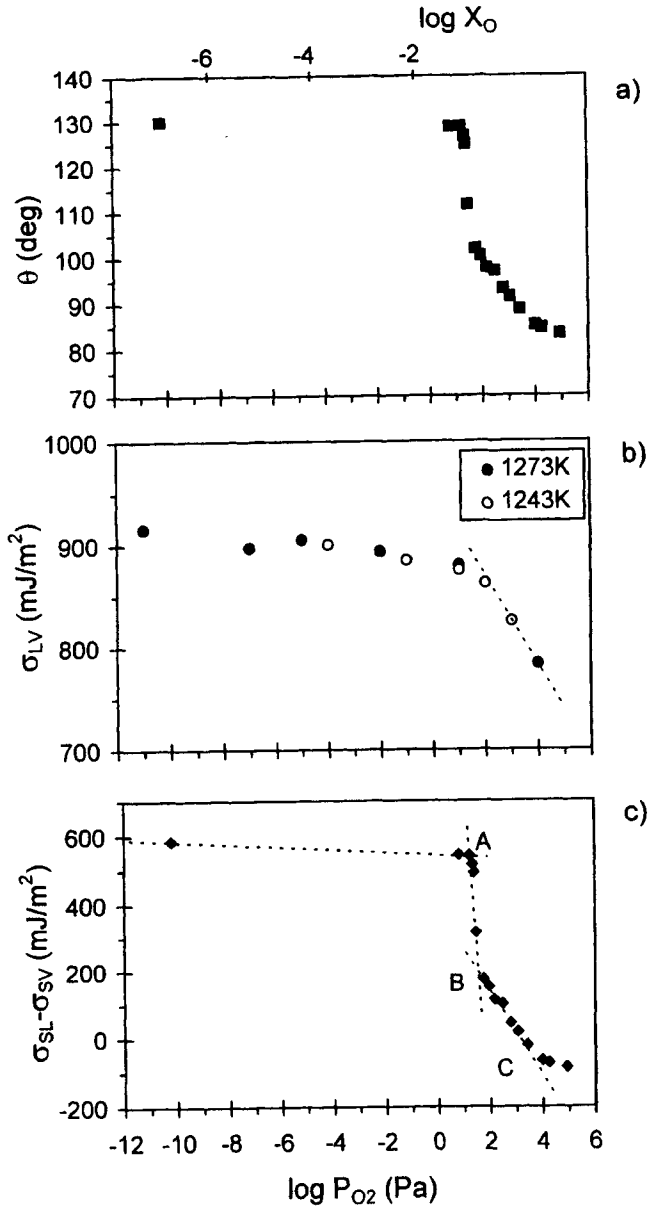 log X_O
-6 -4 -2
a)
140
130
120
110
100
90
80
70
θ (deg)
b)
1000
900
800
700
σ_LV (mJ/m²)
1273K
1243K
c)
600
400
200
0
-200
σ_SL-σ_SV (mJ/m²)
A
B
C
-12 -10 -8 -6 -4 -2 0 2 4 6
log P_O2 (Pa)